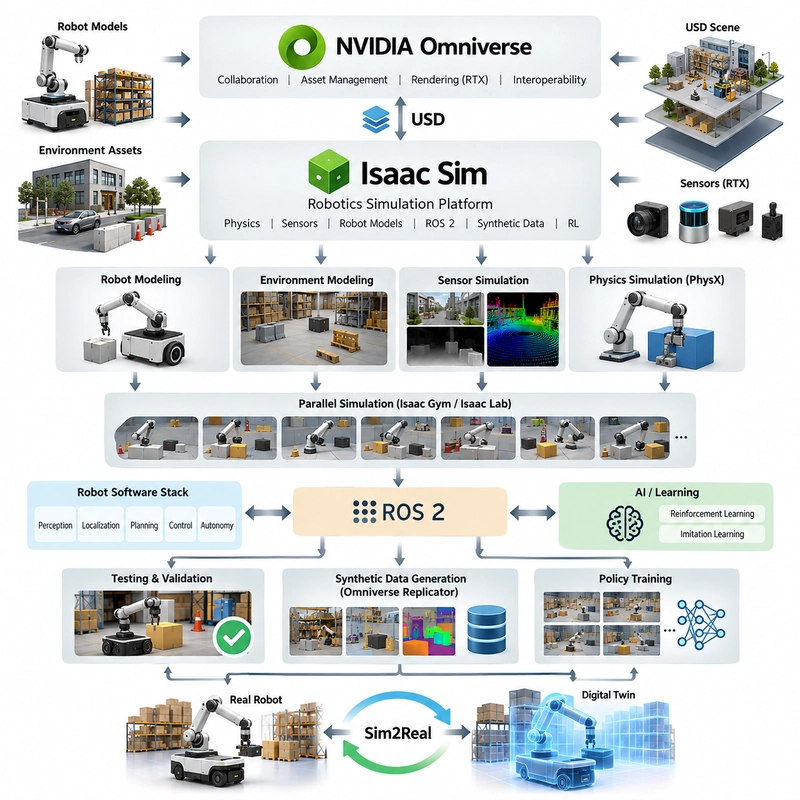 Robot Models
NVIDIA Omniverse
Collaboration | Asset Management | Rendering (RTX) | Interoperability
USD Scene
USD
Environment Assets
Isaac Sim
Robotics Simulation Platform
Physics | Sensors | Robot Models | ROS 2 | Synthetic Data | RL
Sensors (RTX)
Robot Modeling
Environment Modeling
Sensor Simulation
Physics Simulation (PhysX)
Parallel Simulation (Isaac Gym / Isaac Lab)
...
Robot Software Stack
Perception
Localization
Planning
Control
Autonomy
ROS 2
AI / Learning
Reinforcement Learning
Imitation Learning
Testing & Validation
Synthetic Data Generation
(Omniverse Replicator)
Policy Training
...
Real Robot
Sim2Real
Digital Twin